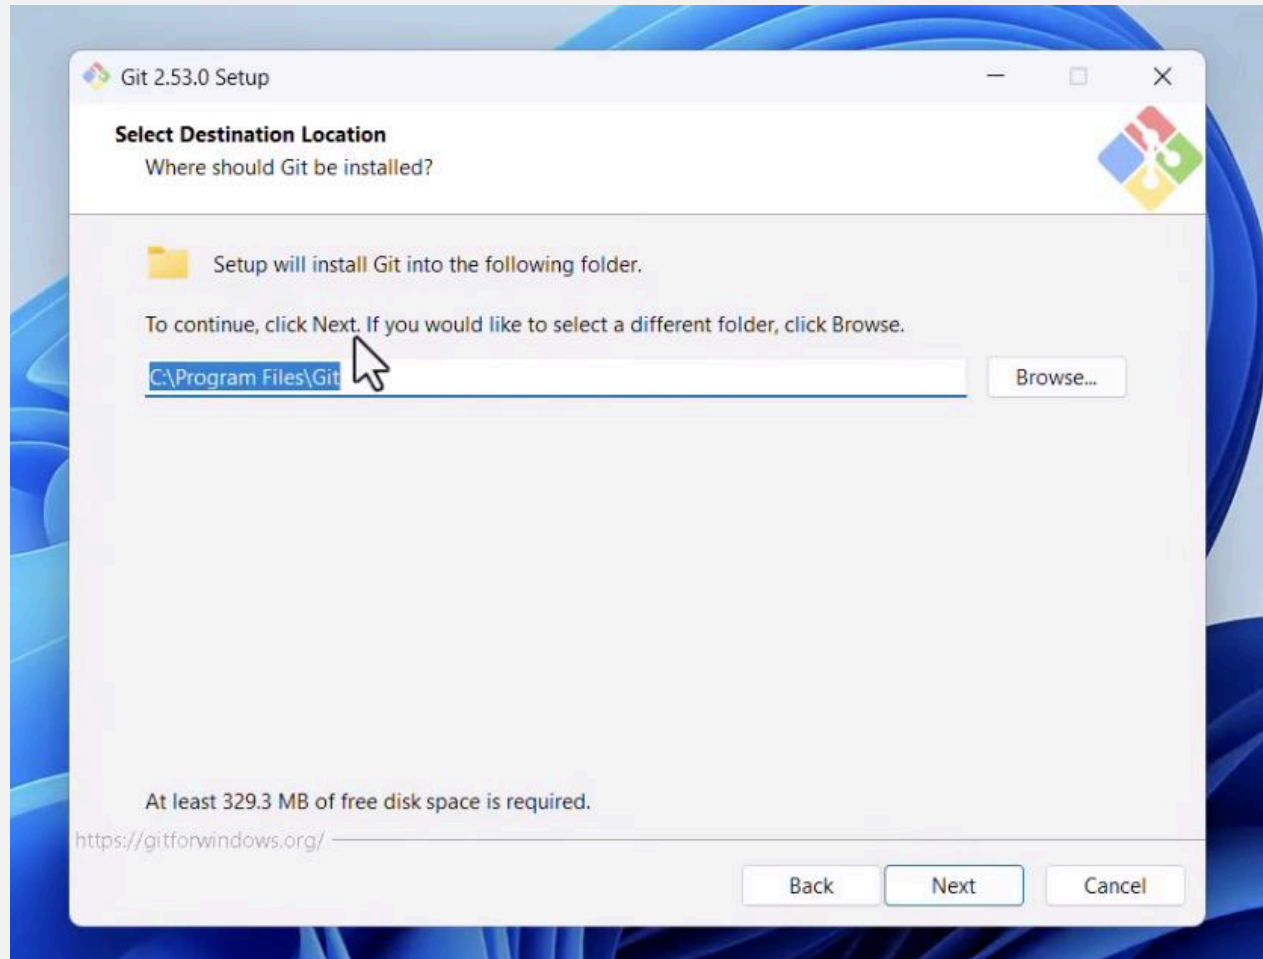 Git 2.53.0 Setup
Select Destination Location
Where should Git be installed?
Setup will install Git into the following folder.
To continue, click Next. If you would like to select a different folder, click Browse.
C:\Program Files\Git
Browse...
At least 329.3 MB of free disk space is required.
https://gitforwindows.org/
Back
Next
Cancel